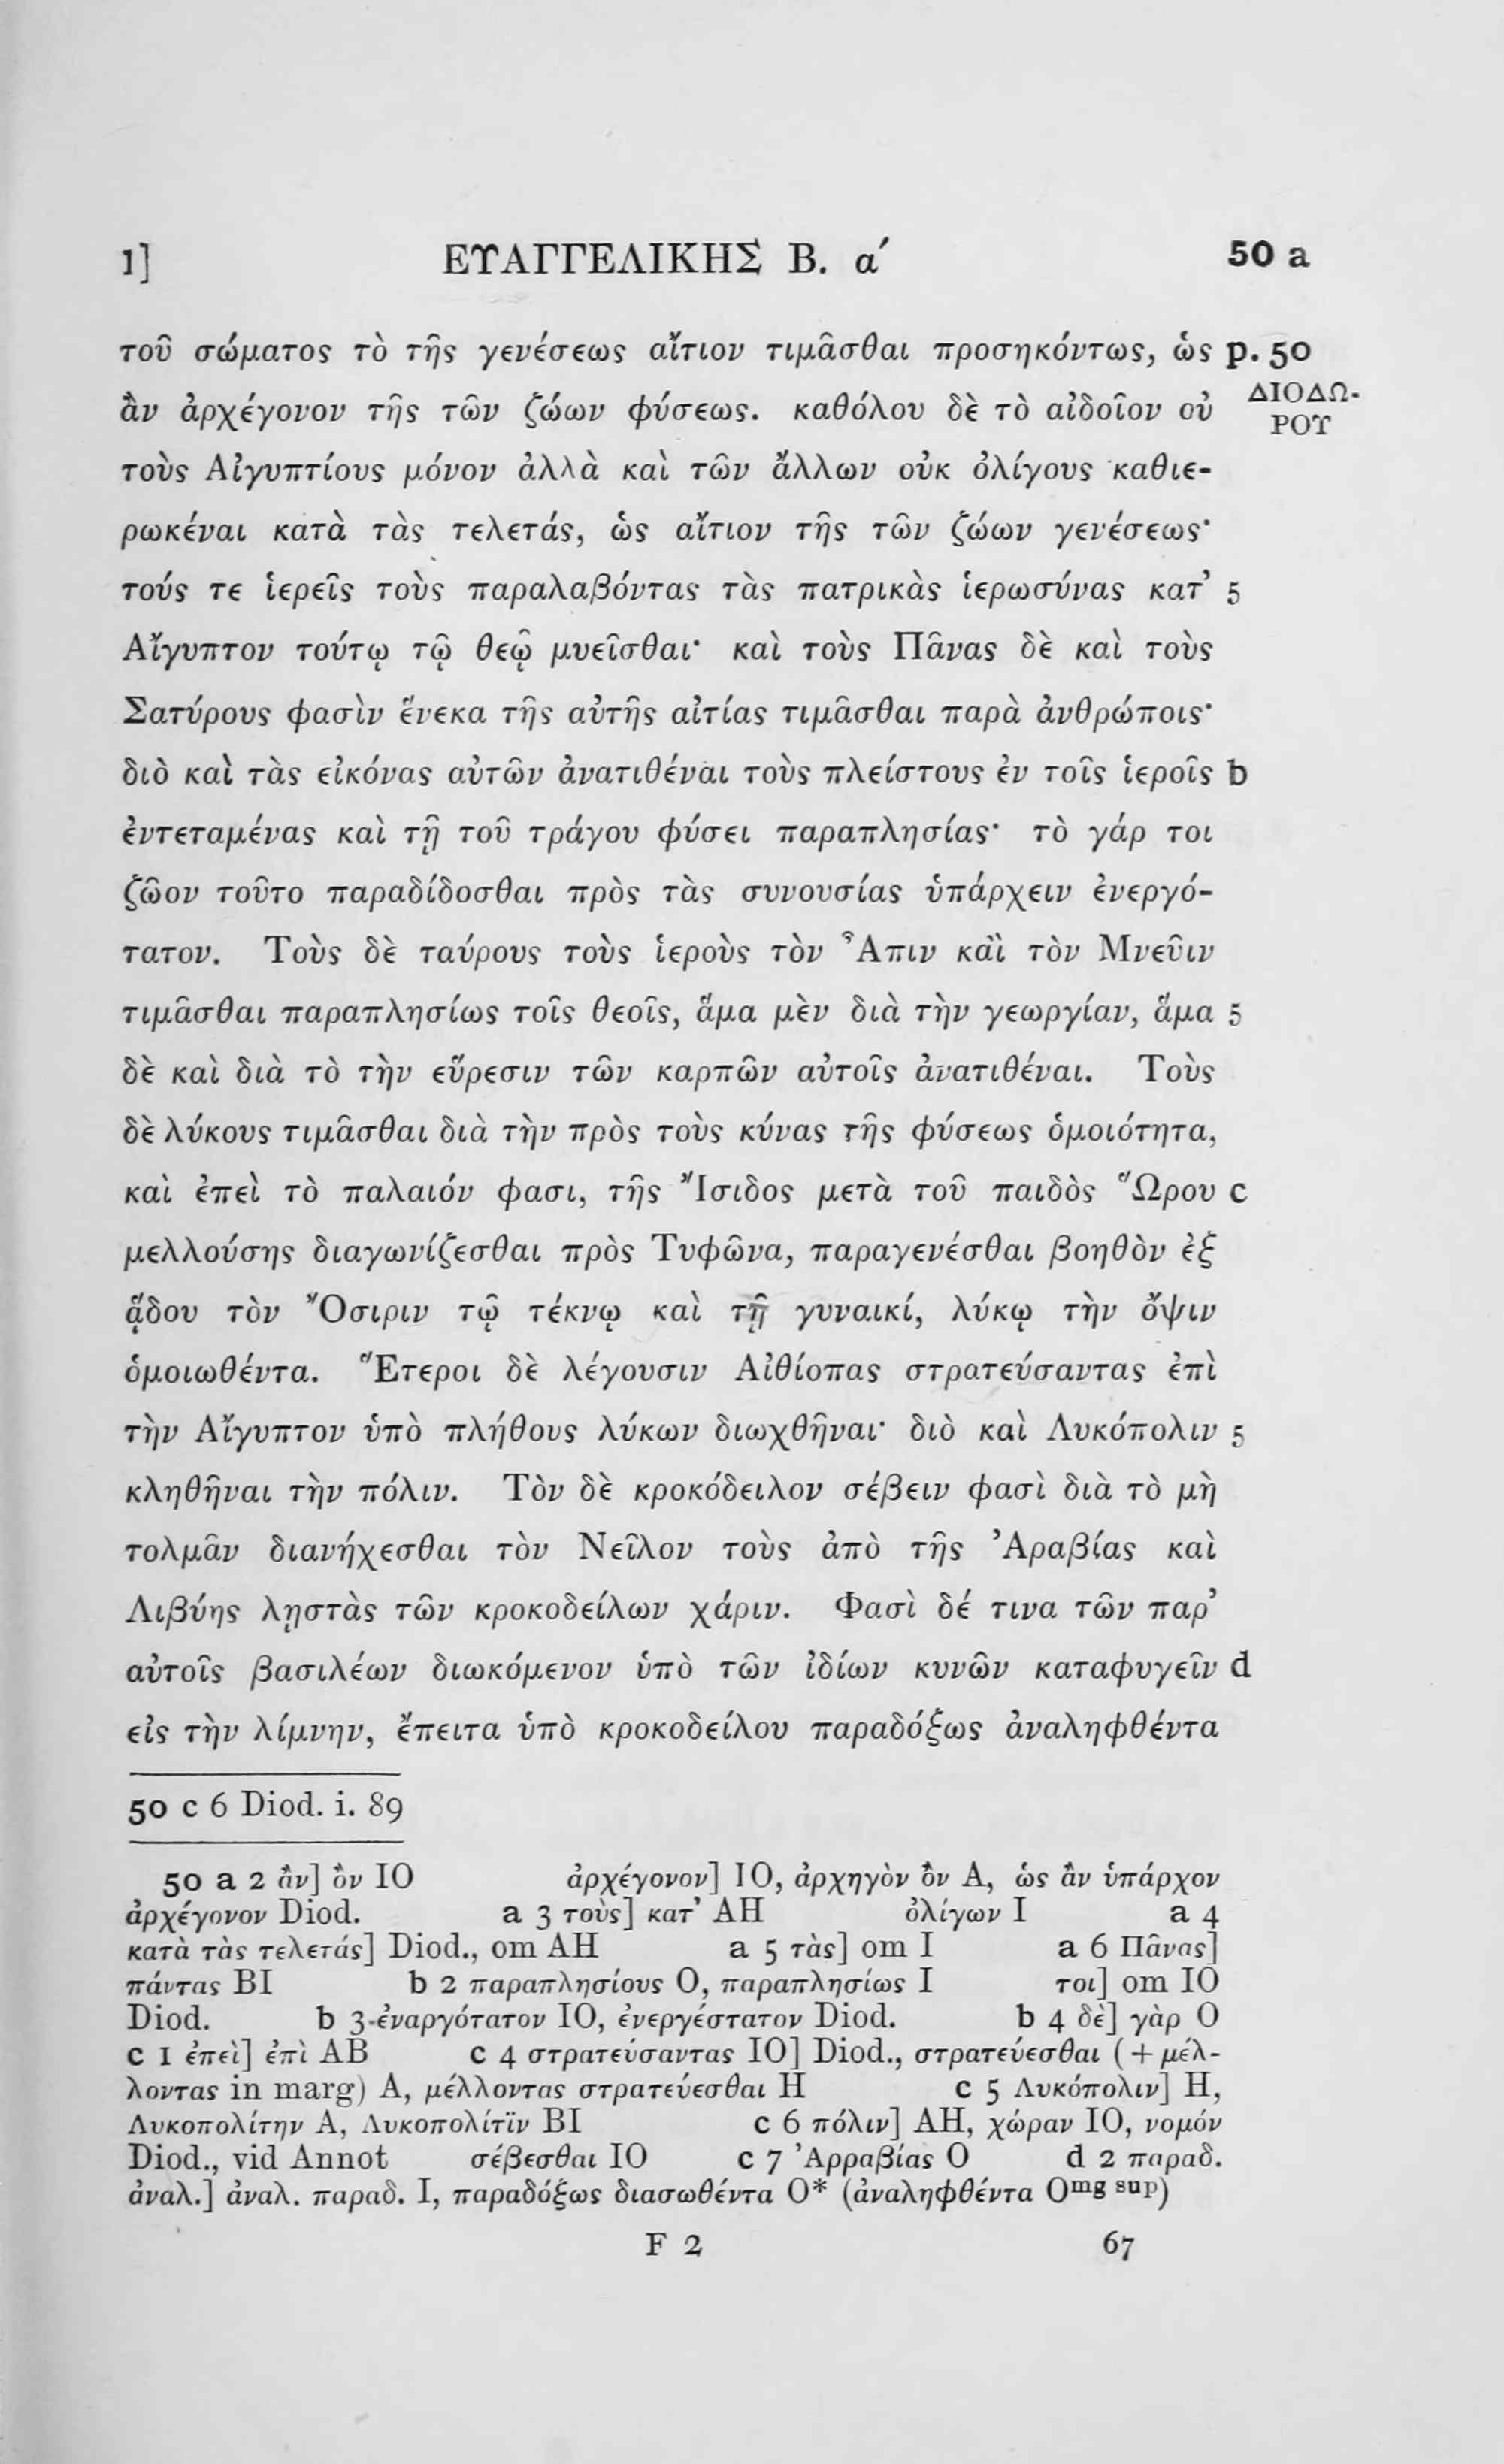 1] ΕΥΑΓΓΕΛΙΚΗΣ Β. α´ 50 a
τοῦ σώματος τὸ τῆς γενέσεως αἴτιον τιμᾶσθαι προσηκόντως, ὡς p. 50
ἂν ἀρχέγονον τῆς τῶν ζώων φύσεως. καθόλου δὲ τὸ αἰδοῖον οὐ ΔΙΟΔΩ-
ΡΟΥ
τοὺς Αἰγυπτίους μόνον ἀλλὰ καὶ τῶν ἄλλων οὐκ ὀλίγους καθιε-
ρωκέναι κατὰ τὰς τελετάς, ὡς αἴτιον τῆς τῶν ζώων γενέσεως·
τούς τε ἱερεῖς τοὺς παραλαβόντας τὰς πατρικὰς ἱερωσύνας κατ’ 5
Αἴγυπτον τούτῳ τῷ θεῷ μυεῖσθαι· καὶ τοὺς Πᾶνας δὲ καὶ τοὺς
Σατύρους φασὶν ἕνεκα τῆς αὐτῆς αἰτίας τιμᾶσθαι παρὰ ἀνθρώποις·
διὸ καὶ τὰς εἰκόνας αὐτῶν ἀνατιθέναι τοὺς πλείστους ἐν τοῖς ἱεροῖς b
ἐντεταμένας καὶ τῇ τοῦ τράγου φύσει παραπλησίας· τὸ γάρ τοι
ζῶον τοῦτο παραδίδοσθαι πρὸς τὰς συνουσίας ὑπάρχειν ἐνεργό-
τατον. Τοὺς δὲ ταύρους τοὺς ἱεροὺς τὸν Ἆπιν καὶ τὸν Μνεῦιν
τιμᾶσθαι παραπλησίως τοῖς θεοῖς, ἅμα μὲν διὰ τὴν γεωργίαν, ἅμα 5
δὲ καὶ διὰ τὸ τὴν εὕρεσιν τῶν καρπῶν αὐτοῖς ἀνατιθέναι. Τοὺς
δὲ λύκους τιμᾶσθαι διὰ τὴν πρὸς τοὺς κύνας τῆς φύσεως ὁμοιότητα,
καὶ ἐπεὶ τὸ παλαιόν φασι, τῆς Ἴσιδος μετὰ τοῦ παιδὸς Ὥρου c
μελλούσης διαγωνίζεσθαι πρὸς Τυφῶνα, παραγενέσθαι βοηθὸν ἐξ
ᾅδου τὸν Ὄσιριν τῷ τέκνῳ καὶ τῇ γυναικί, λύκῳ τὴν ὄψιν
ὁμοιωθέντα. Ἕτεροι δὲ λέγουσιν Αἰθίοπας στρατεύσαντας ἐπὶ
τὴν Αἴγυπτον ὑπὸ πλήθους λύκων διωχθῆναι· διὸ καὶ Λυκόπολιν 5
κληθῆναι τὴν πόλιν. Τὸν δὲ κροκόδειλον σέβειν φασὶ διὰ τὸ μὴ
τολμᾶν διανήχεσθαι τὸν Νεῖλον τοὺς ἀπὸ τῆς Ἀραβίας καὶ
Λιβύης λῃστὰς τῶν κροκοδείλων χάριν. Φασὶ δέ τινα τῶν παρ’
αὐτοῖς βασιλέων διωκόμενον ὑπὸ τῶν ἰδίων κυνῶν καταφυγεῖν d
εἰς τὴν λίμνην, ἔπειτα ὑπὸ κροκοδείλου παραδόξως ἀναληφθέντα
50 c 6 Diod. i. 89
50 a 2 ἂν] ὂν IO ἀρχέγονον] IO, ἀρχηγὸν ὂν A, ὡς ἂν ὑπάρχον
ἀρχέγονον Diod. a 3 τοὺς] κατ’ AH ὀλίγων I a 4
κατὰ τὰς τελετάς] Diod., om AH a 5 τὰς] om I a 6 Πᾶνας]
πάντας BI b 2 παραπλησίους O, παραπλησίως I τοι] om IO
Diod. b 3 ἐναργότατον IO, ἐνεργέστατον Diod. b 4 δὲ] γὰρ O
c 1 ἐπεὶ] ἐπὶ AB c 4 στρατεύσαντας IO] Diod., στρατεύεσθαι (+ μέλ-
λοντας in marg) A, μέλλοντας στρατεύεσθαι H c 5 Λυκόπολιν] H,
Λυκοπολίτην A, Λυκοπολίτϊν BI c 6 πόλιν] AH, χώραν IO, νομόν
Diod., vid Annot σέβεσθαι IO c 7 Ἀρραβίας O d 2 παραδ.
ἀναλ.] ἀναλ. παραδ. I, παραδόξως διασωθέντα O* (ἀναληφθέντα Omg sup)
F 2 67